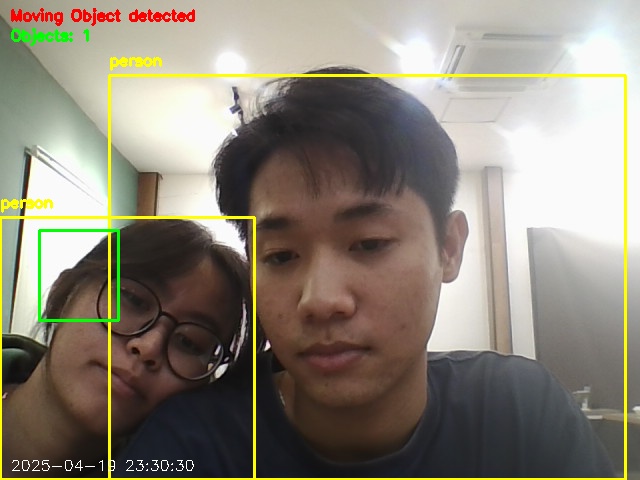 Moving Object detected
Objects: 1
person
person
2025-04-19 23:30:30